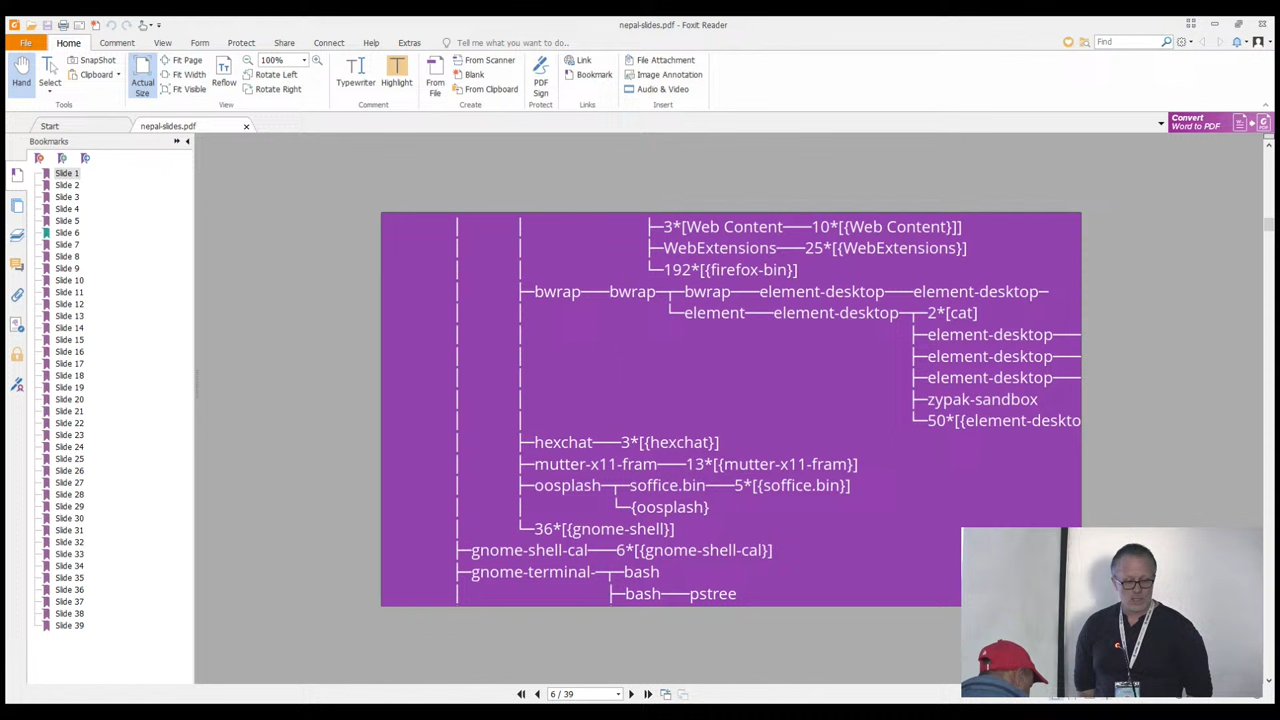 nepal-slides.pdf - Foxit Reader
File Home Comment View Form Protect Share Connect Help Extras Tell me what you want to do.. Find
SnapShot Fit Page 100% From Scanner Link File Attachment
Clipboard Fit Width Rotate Left Blank Bookmark Image Annotation
Fit Visible Rotate Right From Clipboard Audio & Video
Hand Select Actual Size Reflow Typewriter Highlight From File PDF Sign
Tools View Comment Create Protect Links Insert
Start nepal-slides.pdf
Convert
Word to PDF
Bookmarks
Slide 1
Slide 2
Slide 3
Slide 4
Slide 5
Slide 6
Slide 7
Slide 8
Slide 9
Slide 10
Slide 11
Slide 12
Slide 13
Slide 14
Slide 15
Slide 16
Slide 17
Slide 18
Slide 19
Slide 20
Slide 21
Slide 22
Slide 23
Slide 24
Slide 25
Slide 26
Slide 27
Slide 28
Slide 29
Slide 30
Slide 31
Slide 32
Slide 33
Slide 34
Slide 35
Slide 36
Slide 37
Slide 38
Slide 39
│ │ ├─3*[Web Content───10*[{Web Content}]]
│ │ ├─WebExtensions───25*[{WebExtensions}]
│ │ └─192*[{firefox-bin}]
│ ├─bwrap───bwrap─┬─bwrap───element-desktop───element-desktop─
│ │ └─element───element-desktop─┬─2*[cat]
│ │ ├─element-desktop───
│ │ ├─element-desktop───
│ │ ├─element-desktop───
│ │ ├─zypak-sandbox
│ │ └─50*[{element-deskto
│ ├─hexchat───3*[{hexchat}]
│ ├─mutter-x11-fram───13*[{mutter-x11-fram}]
│ ├─oosplash─┬─soffice.bin───5*[{soffice.bin}]
│ │ └─{oosplash}
│ └─36*[{gnome-shell}]
├─gnome-shell-cal───6*[{gnome-shell-cal}]
├─gnome-terminal-─┬─bash
│ ├─bash───pstree
6 / 39